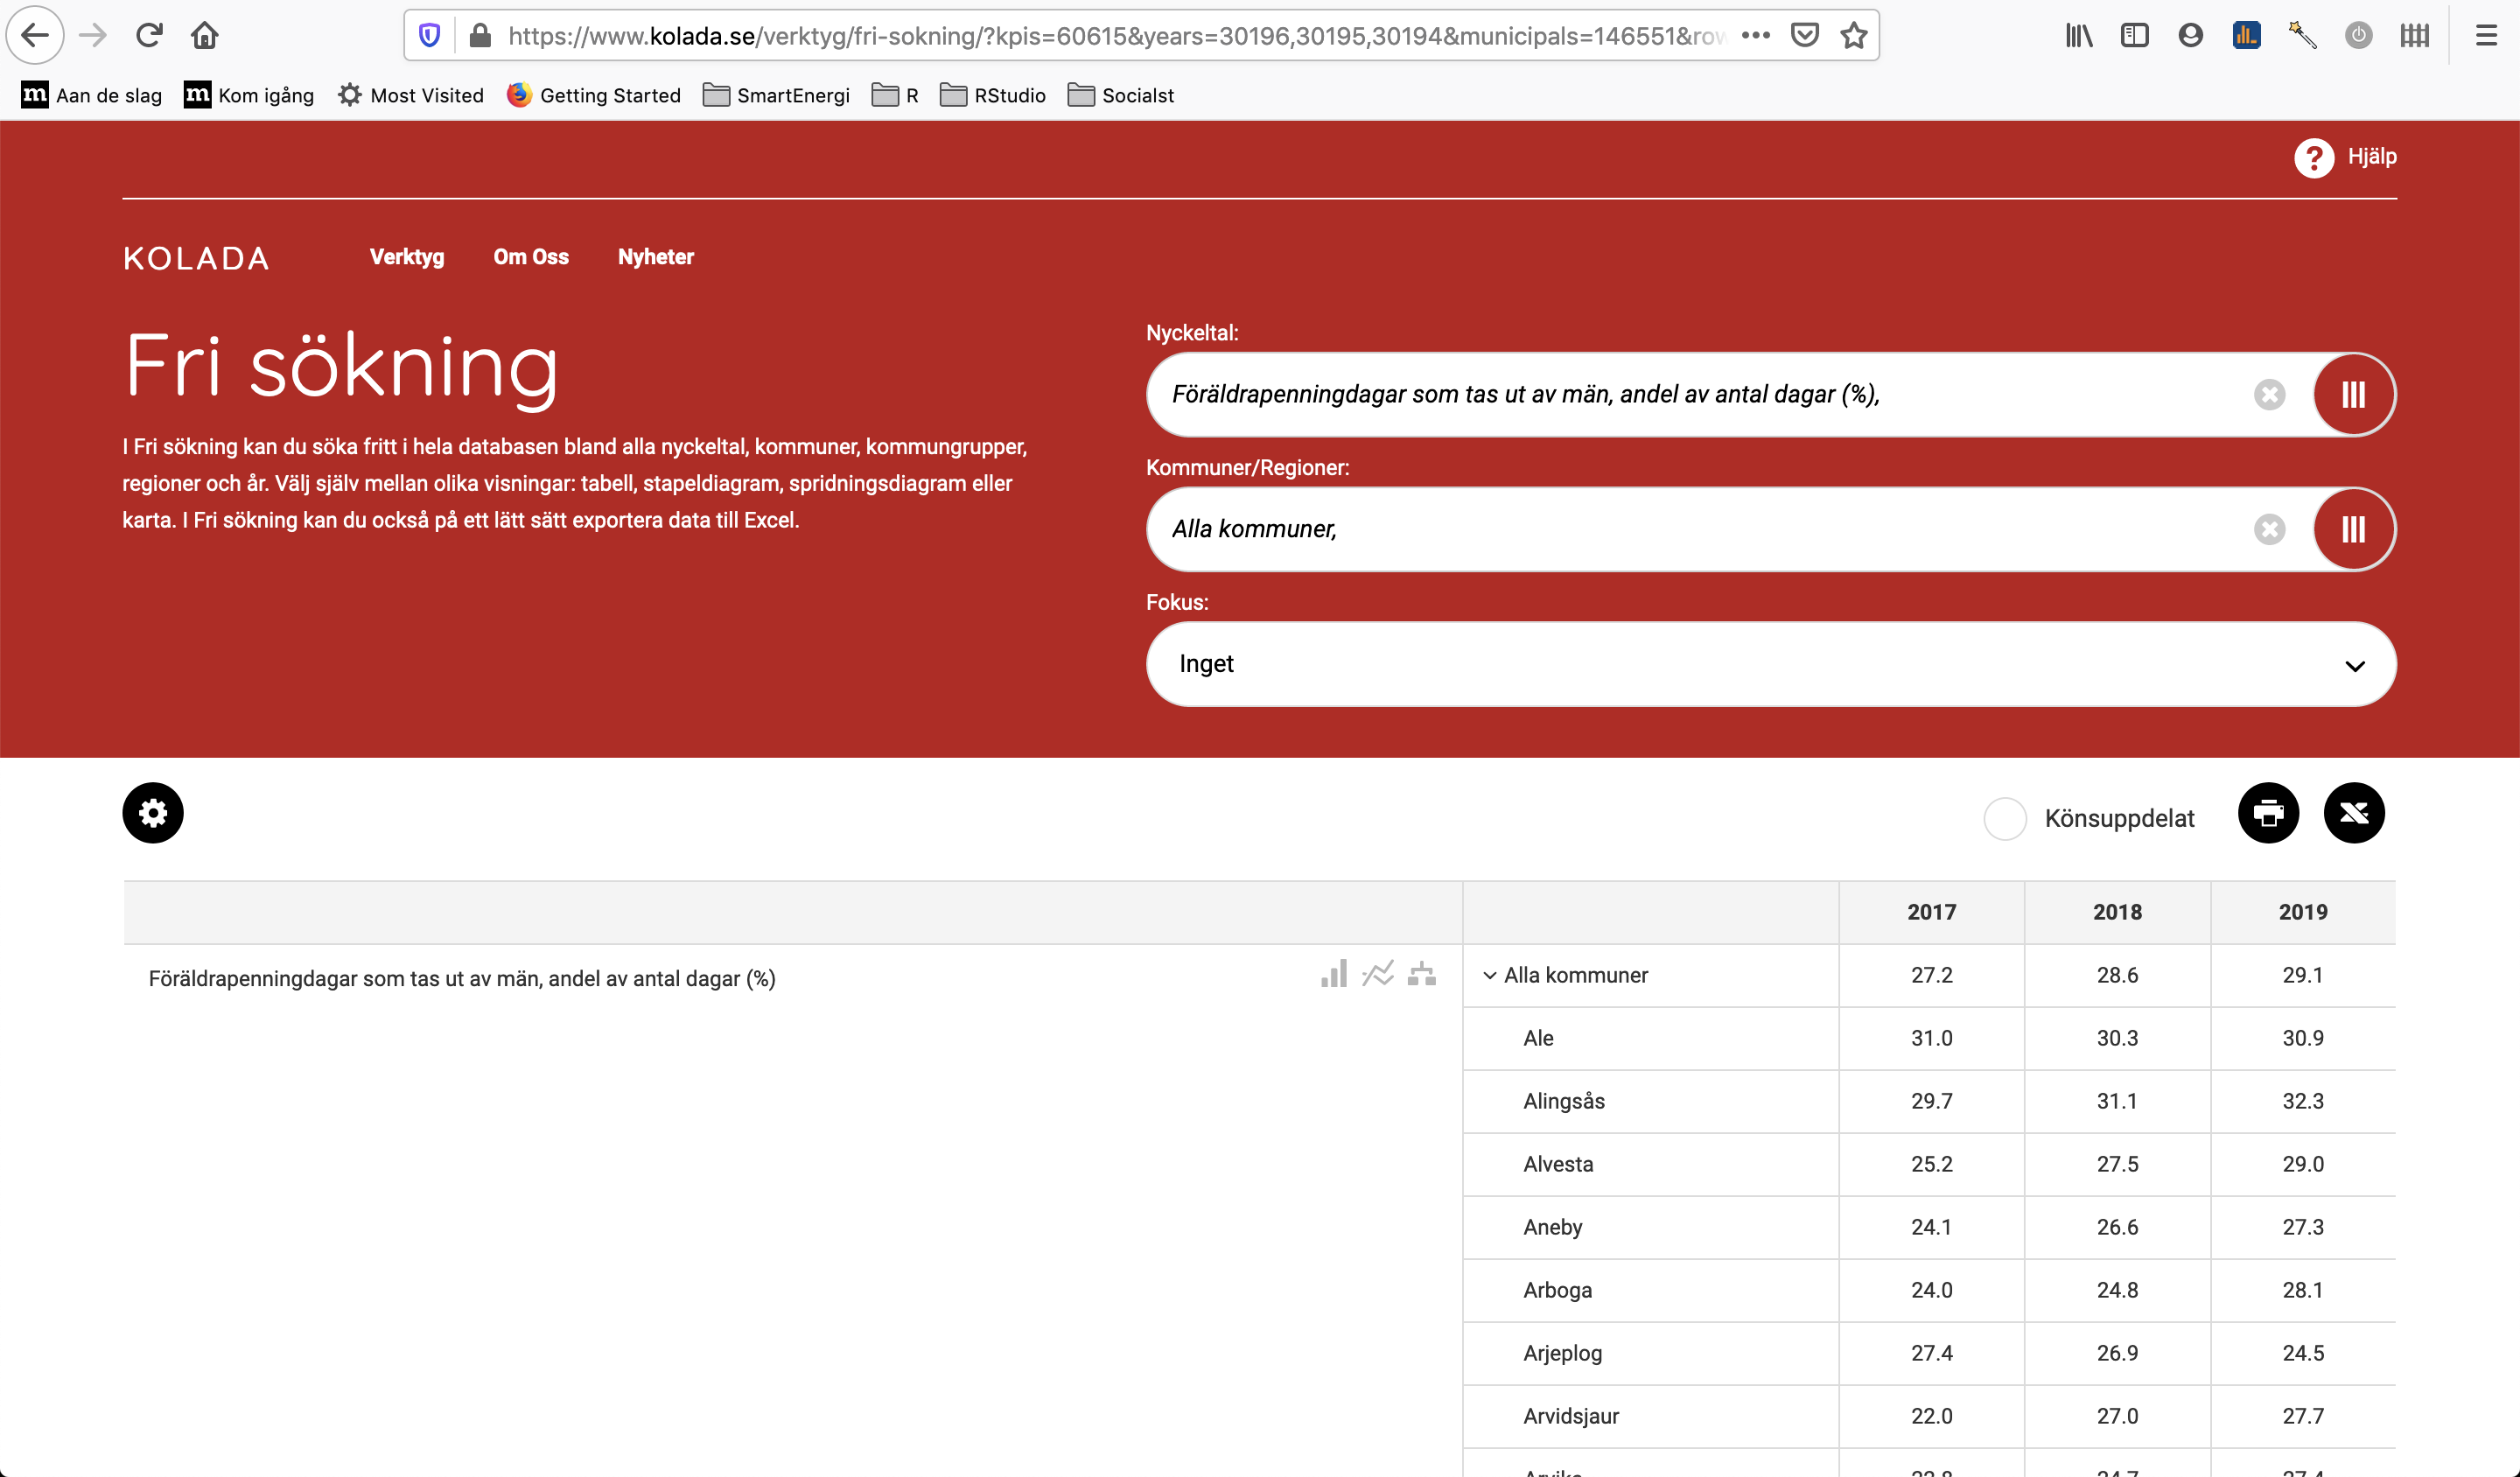 https://www.kolada.se/verktyg/fri-sokning/?kpis=60615&years=30196,30195,30194&municipals=146551&rov
m Aan de slag m Kom igång Most Visited Getting Started SmartEnergi R RStudio Socialst
? Hjälp
KOLADA Verktyg Om Oss Nyheter
Fri sökning
I Fri sökning kan du söka fritt i hela databasen bland alla nyckeltal, kommuner, kommungrupper,
regioner och år. Välj själv mellan olika visningar: tabell, stapeldiagram, spridningsdiagram eller
karta. I Fri sökning kan du också på ett lätt sätt exportera data till Excel.
Nyckeltal:
Föräldrapenningdagar som tas ut av män, andel av antal dagar (%),
Kommuner/Regioner:
Alla kommuner,
Fokus:
Inget
Könsuppdelat
2017 2018 2019
Föräldrapenningdagar som tas ut av män, andel av antal dagar (%) Alla kommuner 27.2 28.6 29.1
Ale 31.0 30.3 30.9
Alingsås 29.7 31.1 32.3
Alvesta 25.2 27.5 29.0
Aneby 24.1 26.6 27.3
Arboga 24.0 24.8 28.1
Arjeplog 27.4 26.9 24.5
Arvidsjaur 22.0 27.0 27.7